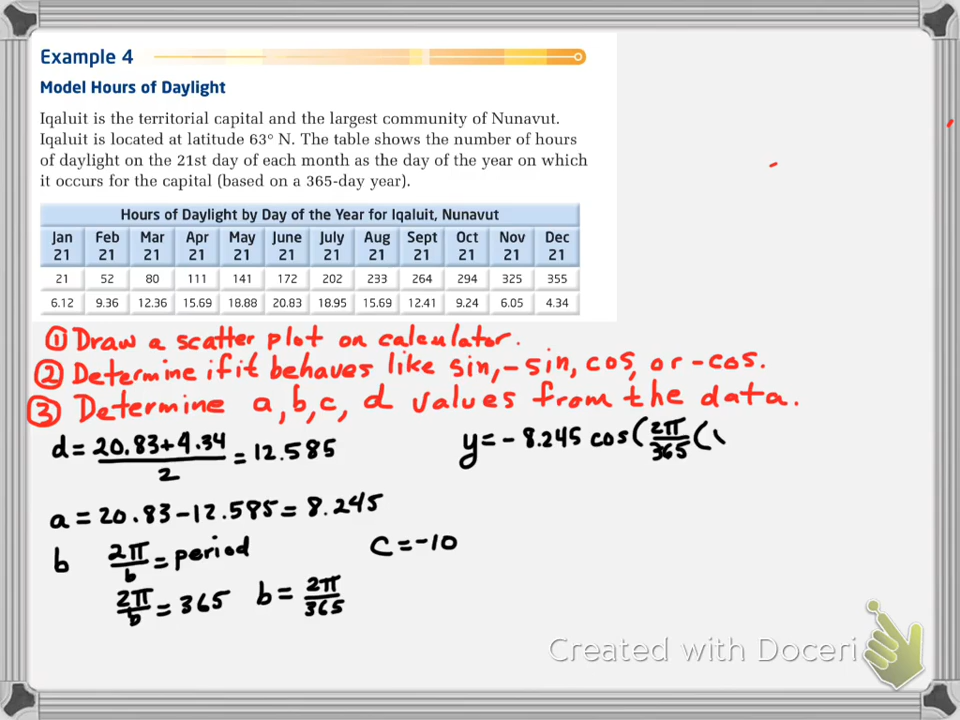 Example 4
Model Hours of Daylight
Iqaluit is the territorial capital and the largest community of Nunavut.
Iqaluit is located at latitude 63° N. The table shows the number of hours
of daylight on the 21st day of each month as the day of the year on which
it occurs for the capital (based on a 365-day year).
Hours of Daylight by Day of the Year for Iqaluit, Nunavut
Jan 21 Feb 21 Mar 21 Apr 21 May 21 June 21 July 21 Aug 21 Sept 21 Oct 21 Nov 21 Dec 21
21 52 80 111 141 172 202 233 264 294 325 355
6.12 9.36 12.36 15.69 18.88 20.83 18.95 15.69 12.41 9.24 6.05 4.34
① Draw a scatter plot on calculator.
② Determine if it behaves like sin, -sin, cos, or -cos.
③ Determine a, b, c, d values from the data.
d = (20.83+4.34)/2 = 12.585
y = -8.245 cos(2π/365(
a = 20.83-12.585 = 8.245
b 2π/b = period
c = -10
2π/b = 365 b = 2π/365
Created with Doceri